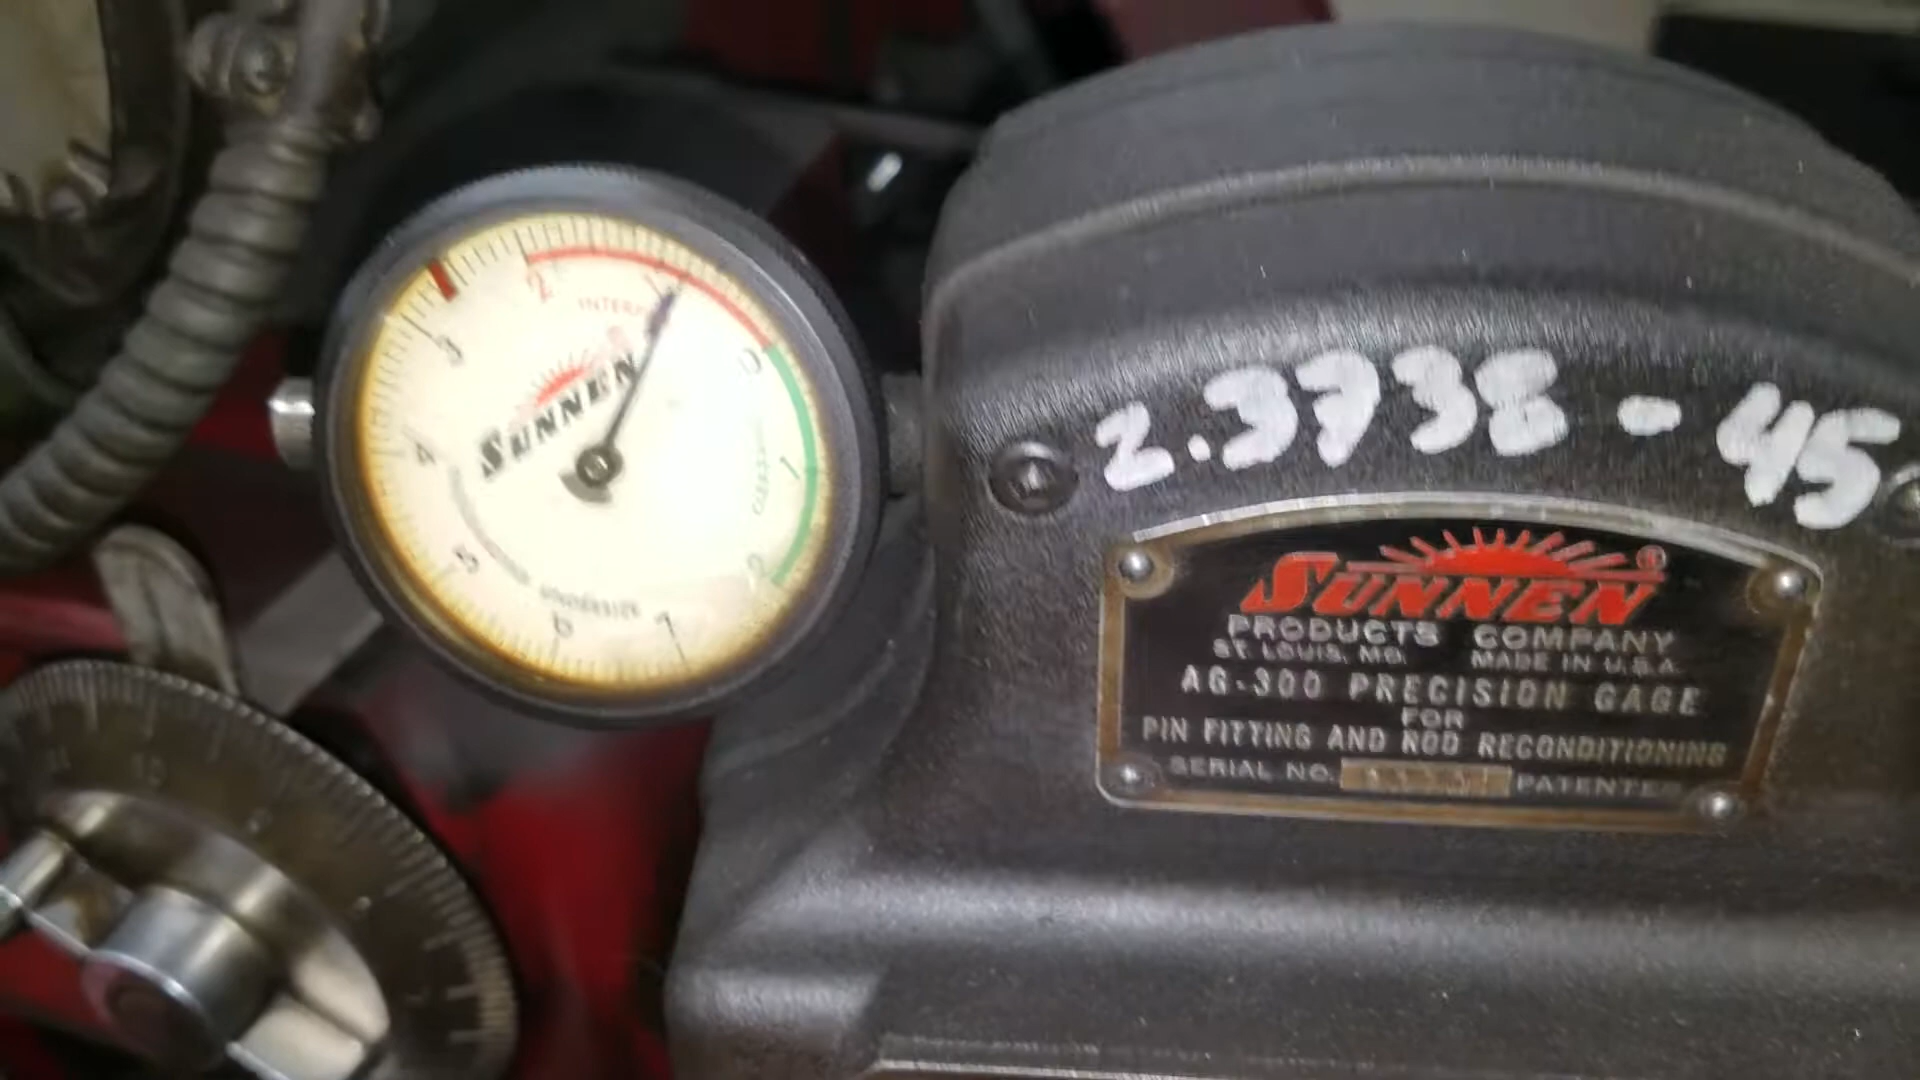 2.3738 - 45
SUNNEN®
PRODUCTS COMPANY
ST. LOUIS, MO. MADE IN U.S.A.
AG-300 PRECISION GAGE
FOR
PIN FITTING AND ROD RECONDITIONING
SERIAL NO. PATENTED
2
3
4
5
6
7
0
1
2
SUNNEN
UNDERSIZE